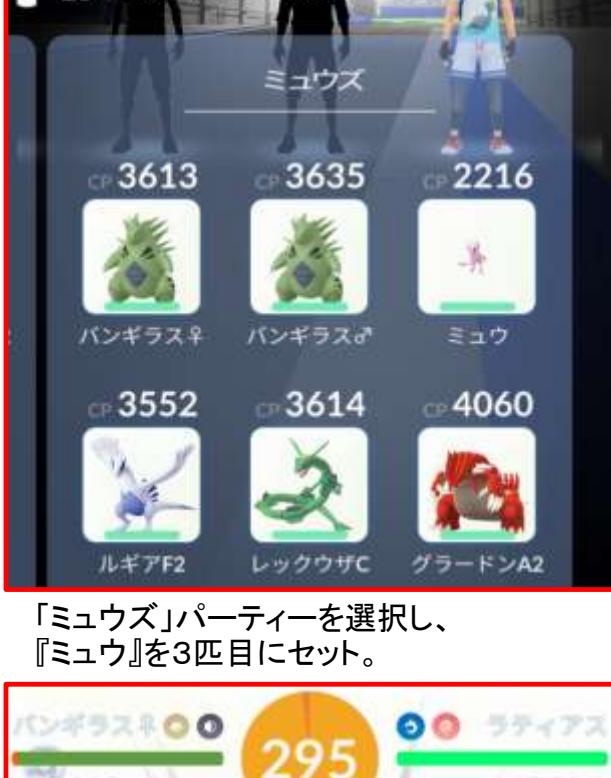 ミュウズ
CP 3613 CP 3635 CP 2216
バンギラス♀ バンギラス♂ ミュウ
CP 3552 CP 3614 CP 4060
ルギアF2 レックウザC グラードンA2
「ミュウズ」パーティーを選択し、
『ミュウ』を3匹目にセット。
バンギラス♀ 295 ラティアス